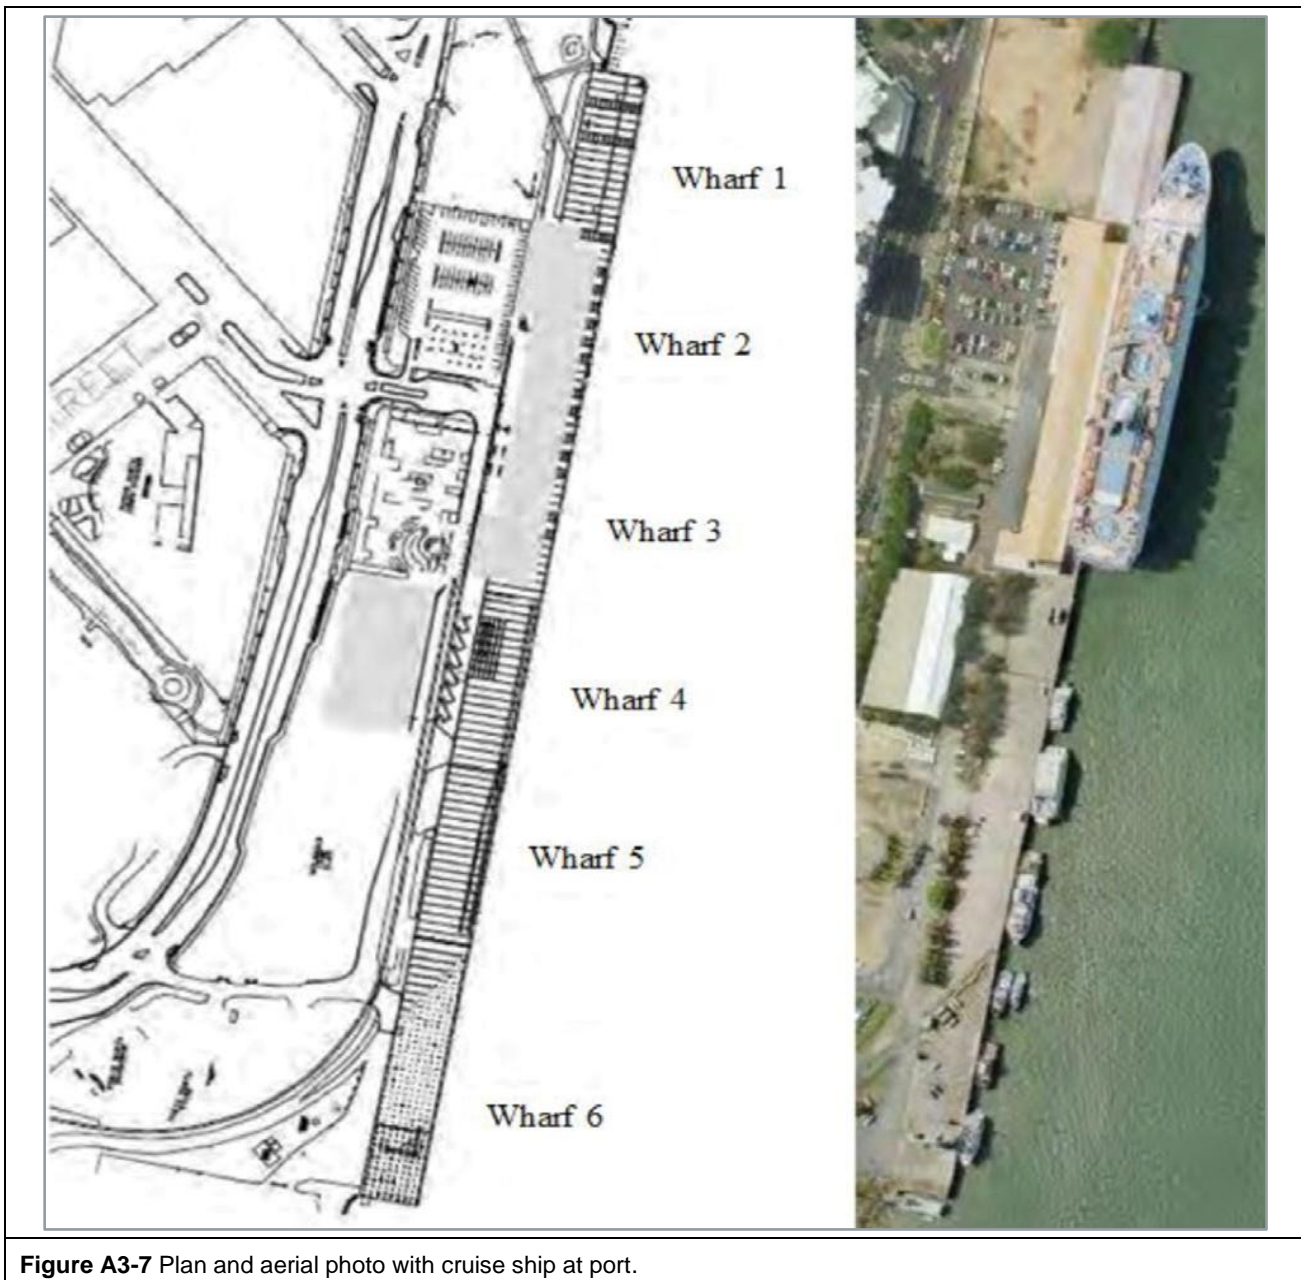 Wharf 1
Wharf 2
REET
Wharf 3
Wharf 4
Wharf 5
Wharf 6
Figure A3-7 Plan and aerial photo with cruise ship at port.